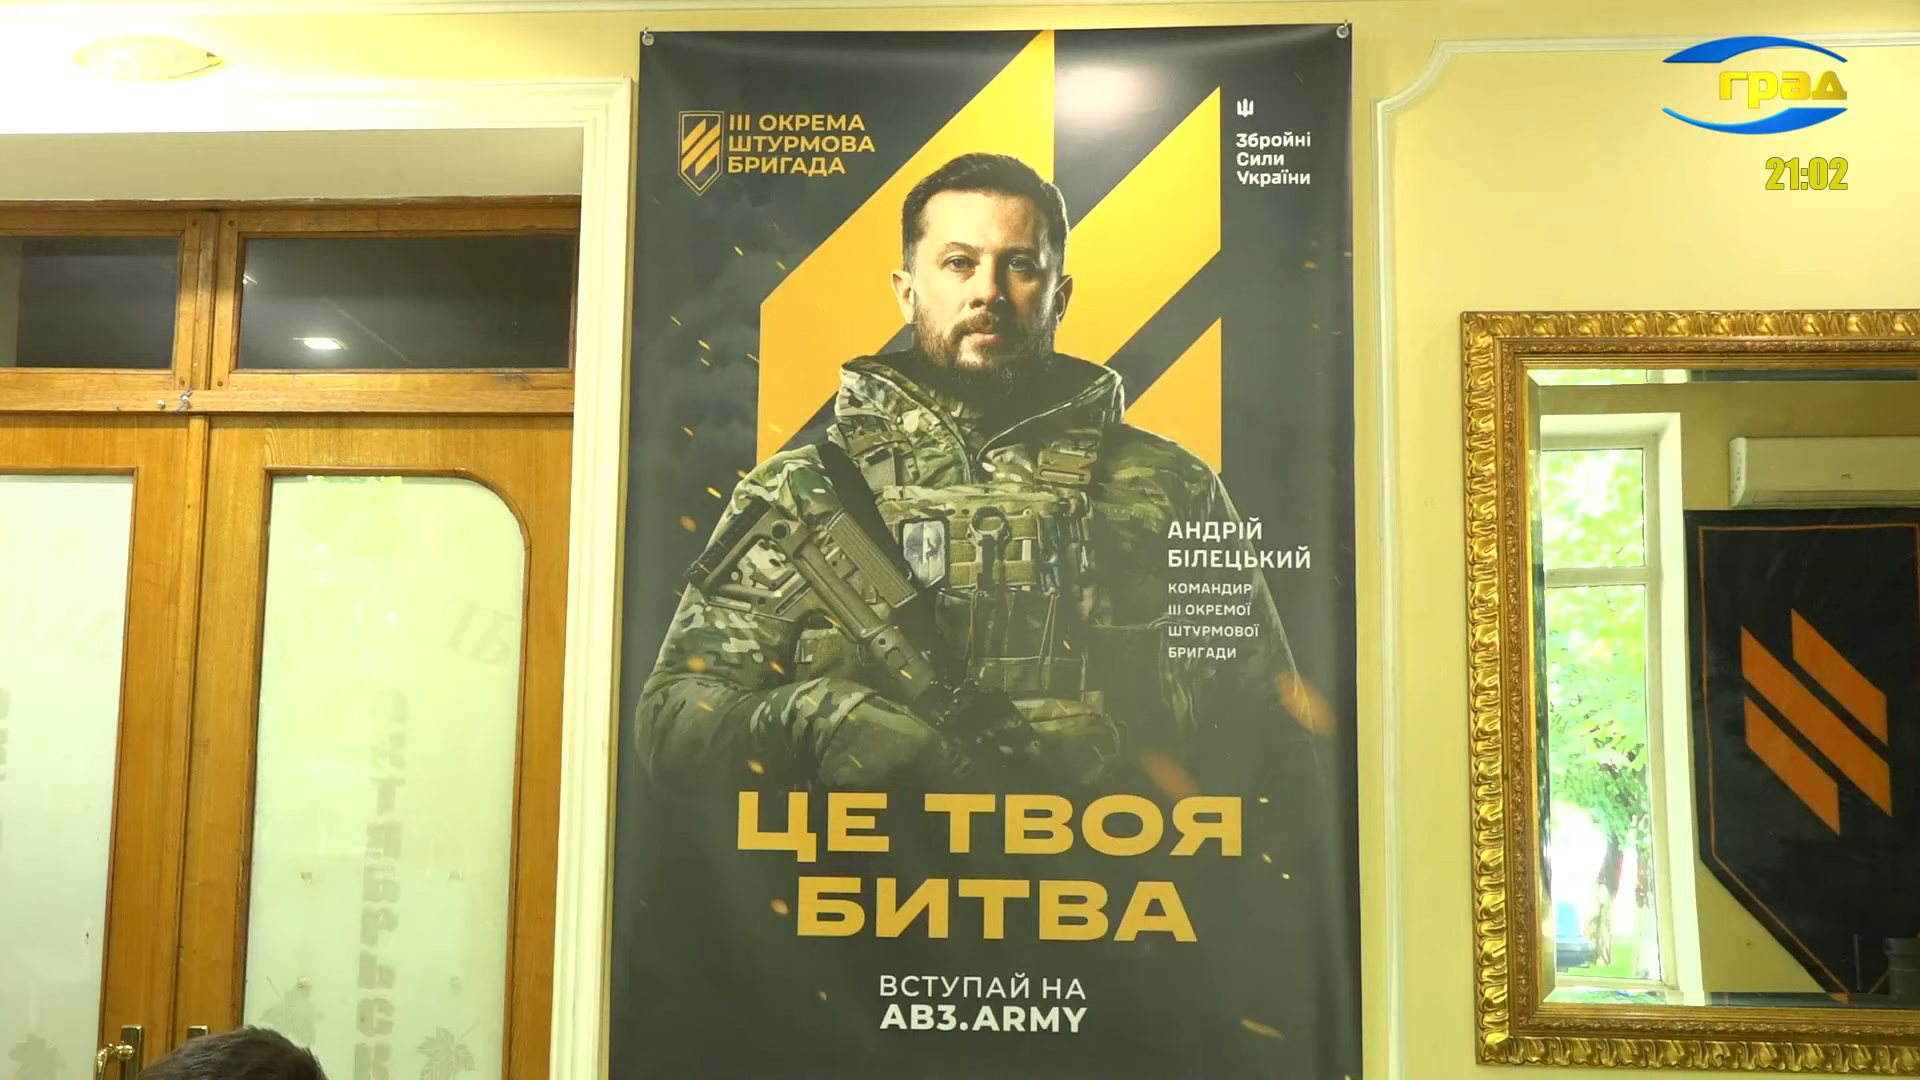 III ОКРЕМА
ШТУРМОВА
БРИГАДА
Збройні
Сили
України
град
21:02
АНДРІЙ
БІЛЕЦЬКИЙ
КОМАНДИР
III ОКРЕМОЇ
ШТУРМОВОЇ
БРИГАДИ
ЦЕ ТВОЯ
БИТВА
ВСТУПАЙ НА
AB3.ARMY